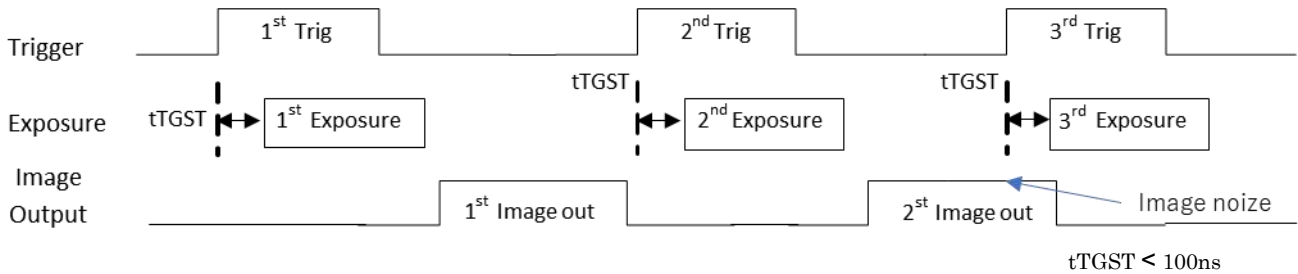 Trigger 1st Trig 2nd Trig 3rd Trig
tTGST tTGST
Exposure tTGST 1st Exposure 2nd Exposure 3rd Exposure
Image
Output 1st Image out 2st Image out Image noize
tTGST < 100ns